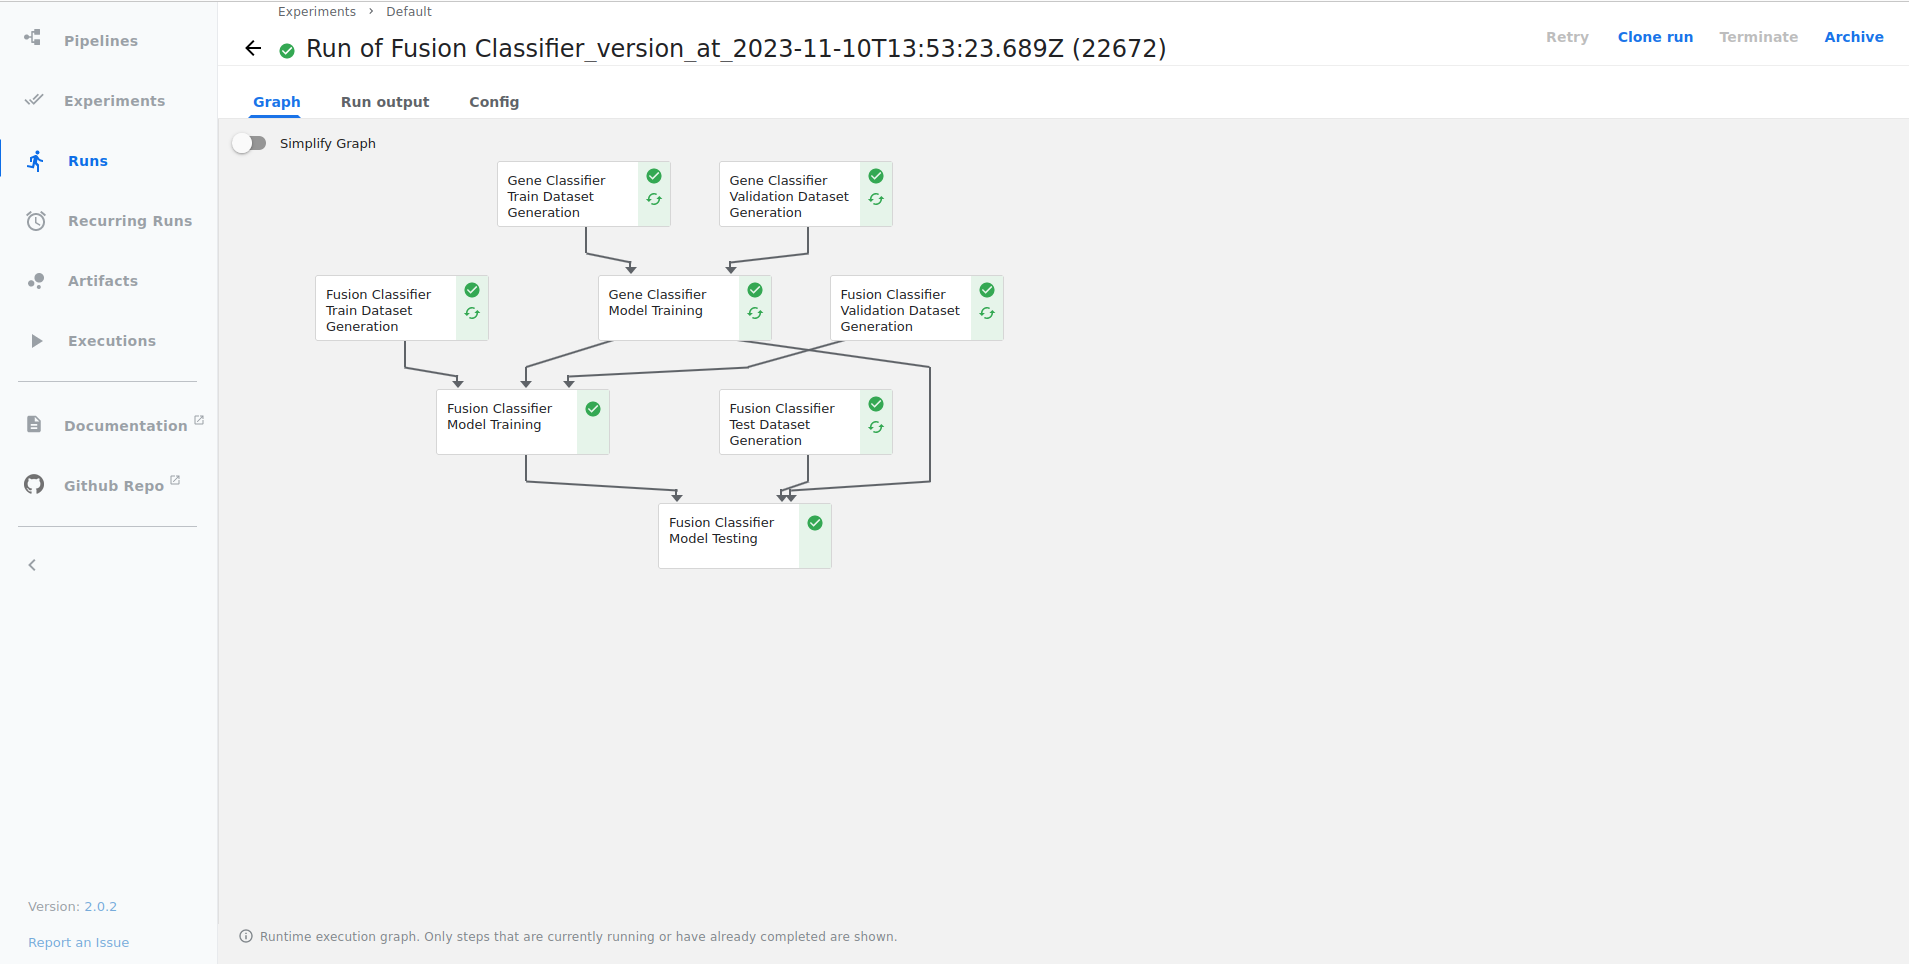 Experiments > Default
Run of Fusion Classifier_version_at_2023-11-10T13:53:23.689Z (22672)
Retry Clone run Terminate Archive
Pipelines
Experiments
Runs
Recurring Runs
Artifacts
Executions
Documentation
Github Repo
Version: 2.0.2
Report an Issue
Graph Run output Config
Simplify Graph
Gene Classifier
Train Dataset
Generation
Gene Classifier
Validation Dataset
Generation
Fusion Classifier
Train Dataset
Generation
Gene Classifier
Model Training
Fusion Classifier
Validation Dataset
Generation
Fusion Classifier
Model Training
Fusion Classifier
Test Dataset
Generation
Fusion Classifier
Model Testing
Runtime execution graph. Only steps that are currently running or have already completed are shown.